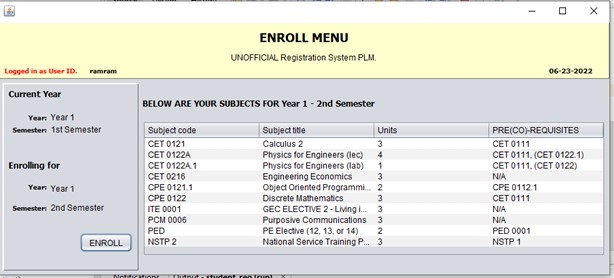 ENROLL MENU
UNOFFICIAL Registration System PLM.
Logged in as User ID. ramram 06-23-2022
Current Year
Year: Year 1
Semester: 1st Semester
Enrolling for
Year: Year 1
Semester: 2nd Semester
ENROLL
BELOW ARE YOUR SUBJECTS FOR Year 1 - 2nd Semester
Subject code Subject title Units PRE(CO)-REQUISITES
CET 0121 Calculus 2 3 CET 0111
CET 0122A Physics for Engineers (lec) 4 CET 0111, (CET 0122.1)
CET 0122A.1 Physics for Engineers (lab) 1 CET 0111, (CET 0122)
CET 0216 Engineering Economics 3 N/A
CPE 0121.1 Object Oriented Programmi... 2 CPE 0112.1
CPE 0122 Discrete Mathematics 3 CET 0111
ITE 0001 GEC ELECTIVE 2 - Living i... 3 N/A
PCM 0006 Purposive Communications 3 N/A
PED PE Elective (12, 13, or 14) 2 PED 0001
NSTP 2 National Service Training P... 3 NSTP 1
Notifications Output - student_reg (run)